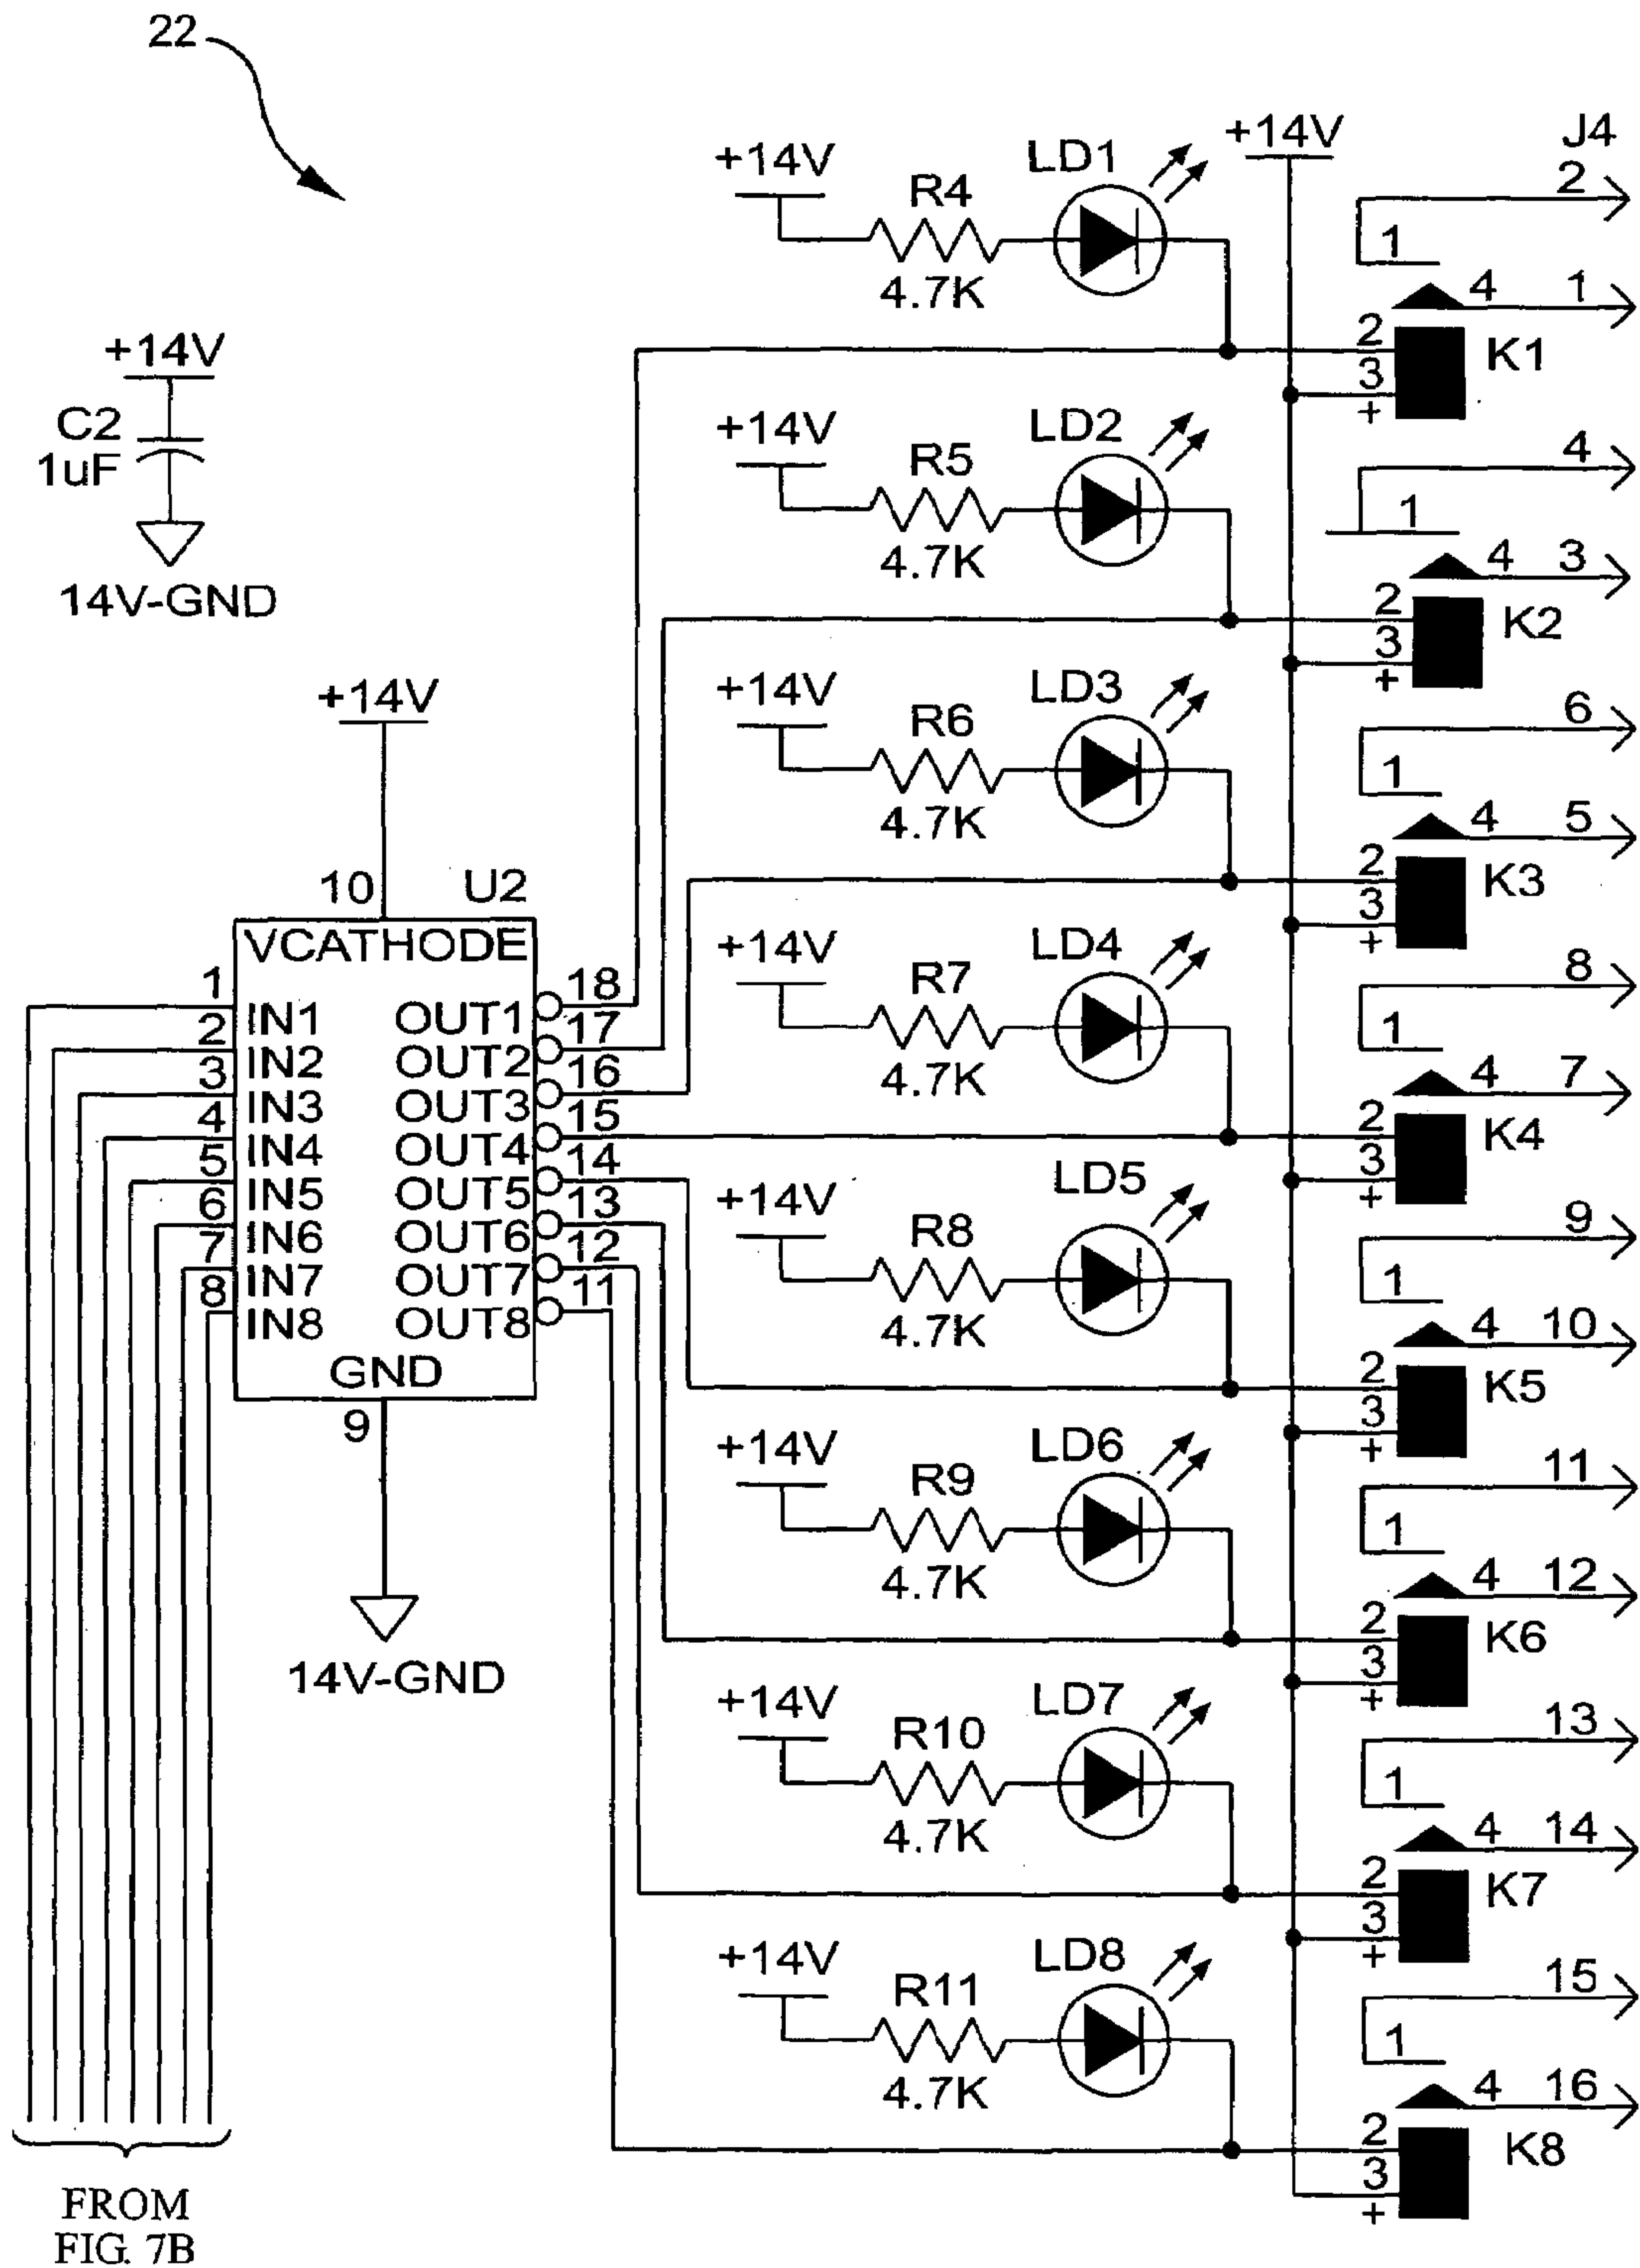 22
+14V
C2
1uF
14V-GND
+14V
10 U2
VCATHODE
1 IN1 OUT1 18
2 IN2 OUT2 17
3 IN3 OUT3 16
4 IN4 OUT4 15
5 IN5 OUT5 14
6 IN6 OUT6 13
7 IN7 OUT7 12
8 IN8 OUT8 11
GND
9
14V-GND
FROM
FIG. 7B
+14V
J4
+14V R4 LD1
4.7K
2
1
4 1
2
3
+
K1
+14V R5 LD2
4.7K
4
1
4 3
2
3
+
K2
+14V R6 LD3
4.7K
6
1
4 5
2
3
+
K3
+14V R7 LD4
4.7K
8
1
4 7
2
3
+
K4
+14V R8 LD5
4.7K
9
1
4 10
2
3
+
K5
+14V R9 LD6
4.7K
11
1
4 12
2
3
+
K6
+14V R10 LD7
4.7K
13
1
4 14
2
3
+
K7
+14V R11 LD8
4.7K
15
1
4 16
2
3
+
K8